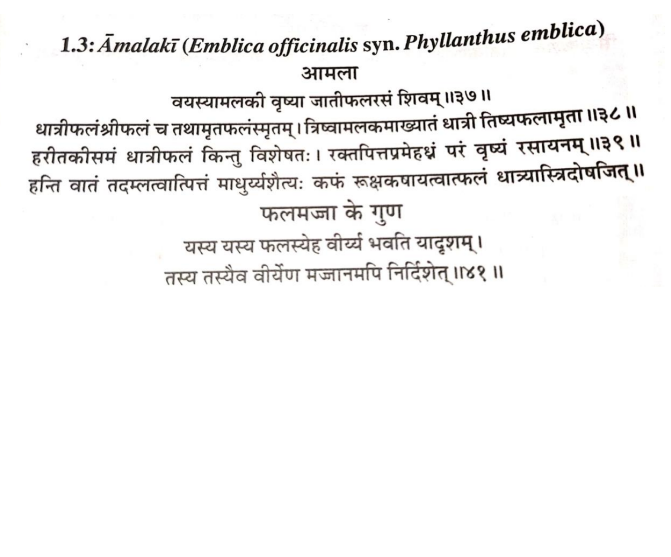 1.3: Āmalakī (Emblica officinalis syn. Phyllanthus emblica)
आमला
वयस्यामलकी वृष्या जातीफलरसं शिवम्॥३७॥
धात्रीफलंश्रीफलं च तथामृतफलंस्मृतम्। त्रिष्वामलकमाख्यातं धात्री तिष्यफलामृता॥३८॥
हरीतकीसमं धात्रीफलं किन्तु विशेषतः। रक्तपित्तप्रमेहध्नं परं वृष्यं रसायनम्॥३९॥
हन्ति वातं तदम्लत्वात्पित्तं माधुर्य्यशैत्यः कफं रूक्षकषायत्वात्फलं धात्र्यास्त्रिदोषजित्॥
फलमज्जा के गुण
यस्य यस्य फलस्येह वीर्य्य भवति यादृशम्।
तस्य तस्यैव वीर्येण मज्जानमपि निर्दिशेत्॥४१॥